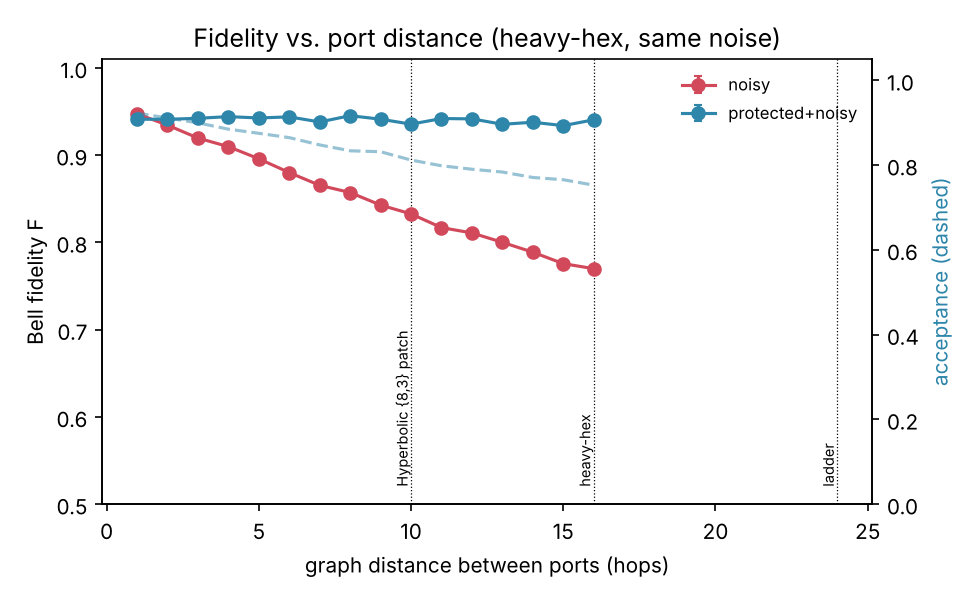 Fidelity vs. port distance (heavy-hex, same noise)
noisy
protected+noisy
Bell fidelity F
1.0
0.9
0.8
0.7
0.6
0.5
Hyperbolic {8,3} patch
heavy-hex
ladder
1.0
0.8
0.6
0.4
0.2
0.0
acceptance (dashed)
0
5
10
15
20
25
graph distance between ports (hops)